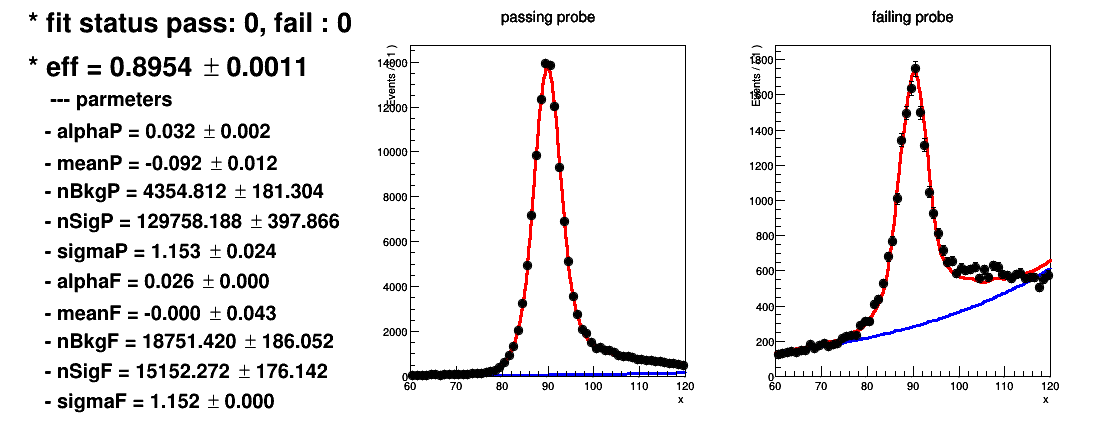 * fit status pass: 0, fail : 0
* eff = 0.8954 ± 0.0011
--- parmeters
- alphaP = 0.032 ± 0.002
- meanP = -0.092 ± 0.012
- nBkgP = 4354.812 ± 181.304
- nSigP = 129758.188 ± 397.866
- sigmaP = 1.153 ± 0.024
- alphaF = 0.026 ± 0.000
- meanF = -0.000 ± 0.043
- nBkgF = 18751.420 ± 186.052
- nSigF = 15152.272 ± 176.142
- sigmaF = 1.152 ± 0.000
passing probe
Events / ( 1 )
14000
12000
10000
8000
6000
4000
2000
0
60 70 80 90 100 110 120
x
failing probe
Events / ( 1 )
1800
1600
1400
1200
1000
800
600
400
200
0
60 70 80 90 100 110 120
x